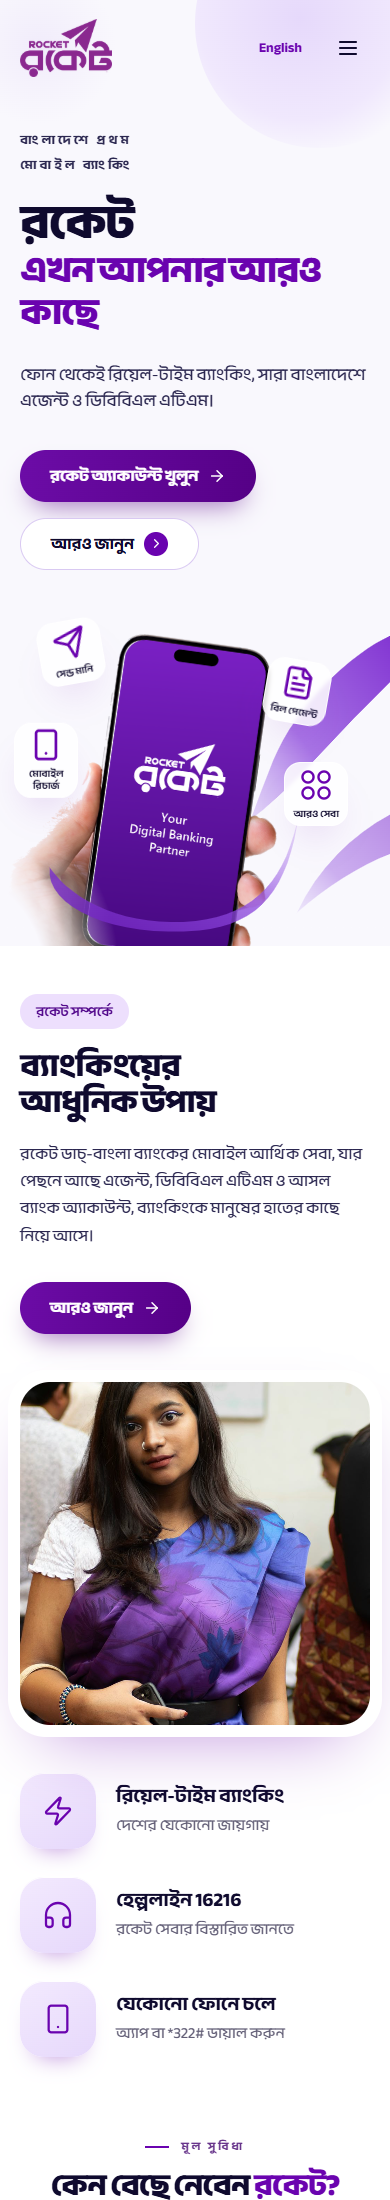 ROCKET
রকেট
English
বাংলাদেশে প্রথম
মোবাইল ব্যাংকিং
রকেট
এখন আপনার আরও
কাছে
ফোন থেকেই রিয়েল-টাইম ব্যাংকিং, সারা বাংলাদেশে
এজেন্ট ও ডিবিবিএল এটিএম।
রকেট অ্যাকাউন্ট খুলুন
আরও জানুন
সেন্ড মানি
বিল পেমেন্ট
মোবাইল
রিচার্জ
আরও সেবা
ROCKET
রকেট
Your
Digital Banking
Partner
রকেট সম্পর্কে
ব্যাংকিংয়ের
আধুনিক উপায়
রকেট ডাচ্-বাংলা ব্যাংকের মোবাইল আর্থিক সেবা, যার
পেছনে আছে এজেন্ট, ডিবিবিএল এটিএম ও আসল
ব্যাংক অ্যাকাউন্ট, ব্যাংকিংকে মানুষের হাতের কাছে
নিয়ে আসে।
আরও জানুন
রিয়েল-টাইম ব্যাংকিং
দেশের যেকোনো জায়গায়
হেল্পলাইন 16216
রকেট সেবার বিস্তারিত জানতে
যেকোনো ফোনে চলে
অ্যাপ বা *322# ডায়াল করুন
মূল সুবিধা
কেন বেছে নেবেন রকেট?